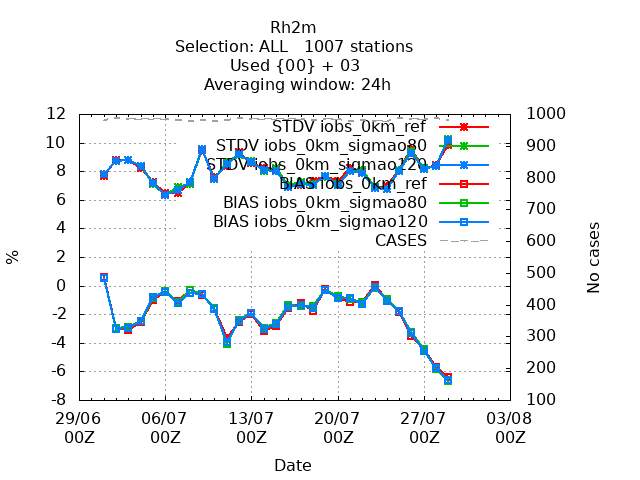 Rh2m
Selection: ALL   1007 stations
Used {00} + 03
Averaging window: 24h
12 1000
10 900
8 800
6 700
4 600
2 500
0 400
-2 300
-4 200
-6 100
-8
STDV iobs_0km_ref
STDV iobs_0km_sigmao80
STDV iobs_0km_sigmao120
BIAS iobs_0km_ref
BIAS iobs_0km_sigmao80
BIAS iobs_0km_sigmao120
CASES
%
No cases
29/06 06/07 13/07 20/07 27/07 03/08
00Z 00Z 00Z 00Z 00Z 00Z
Date